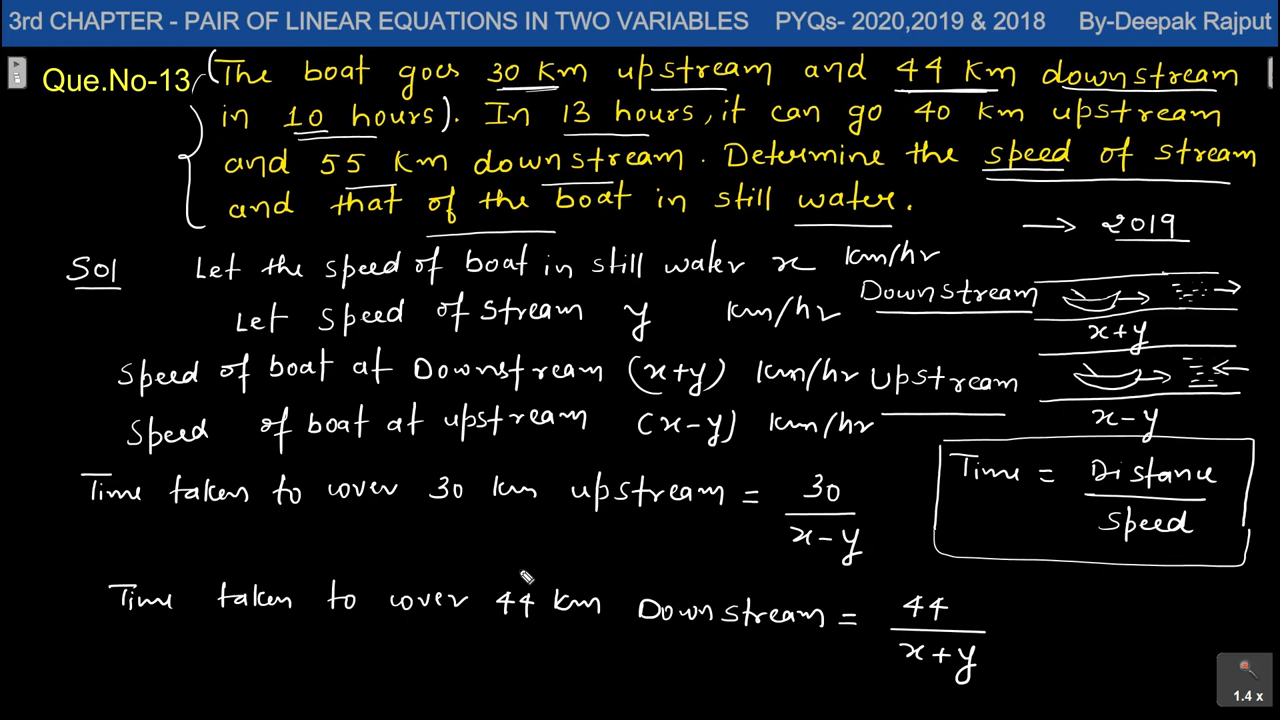 3rd CHAPTER - PAIR OF LINEAR EQUATIONS IN TWO VARIABLES PYQs- 2020,2019 & 2018 By-Deepak Rajput
Que.No-13 (The boat goes 30 Km upstream and 44 Km downstream
in 10 hours). In 13 hours, it can go 40 km upstream
and 55 Km downstream. Determine the speed of stream
and that of the boat in still water.
→ 2019
Sol Let the speed of boat in still water x km/hr
Let speed of stream y km/hr
Downstream
x+y
Speed of boat at Downstream (x+y) km/hr
Upstream
x-y
Speed of boat at upstream (x-y) km/hr
Time = Distance
Speed
Time taken to cover 30 km upstream = 30
x-y
Time taken to cover 44 km Downstream = 44
x+y
1.4 x